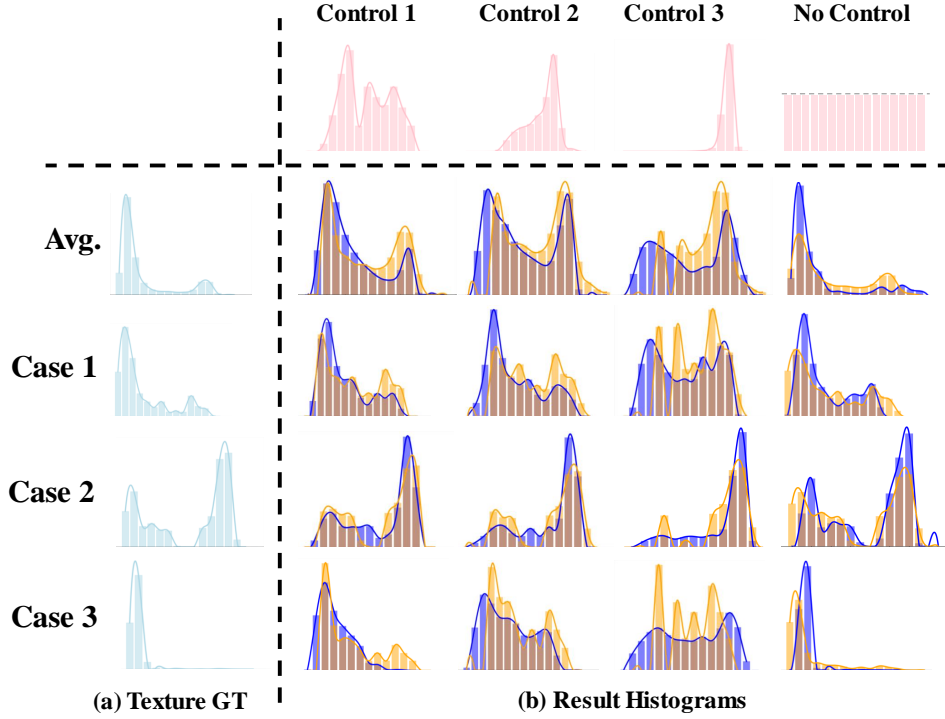 Control 1 Control 2 Control 3 No Control
Avg.
Case 1
Case 2
Case 3
(a) Texture GT (b) Result Histograms